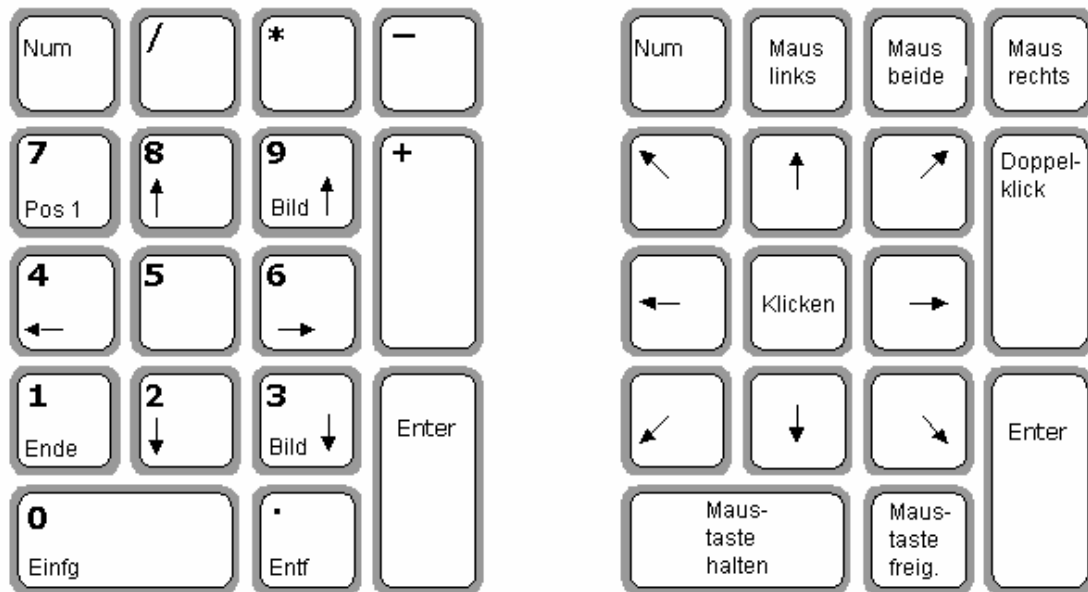 Num
/
*
–
7
Pos 1
8
9
Bild
+
4
5
6
1
Ende
2
3
Bild
Enter
0
Einfg
.
Entf
Num
Maus
links
Maus
beide
Maus
rechts
Doppel-
klick
Klicken
Enter
Maus-
taste
halten
Maus-
taste
freig.